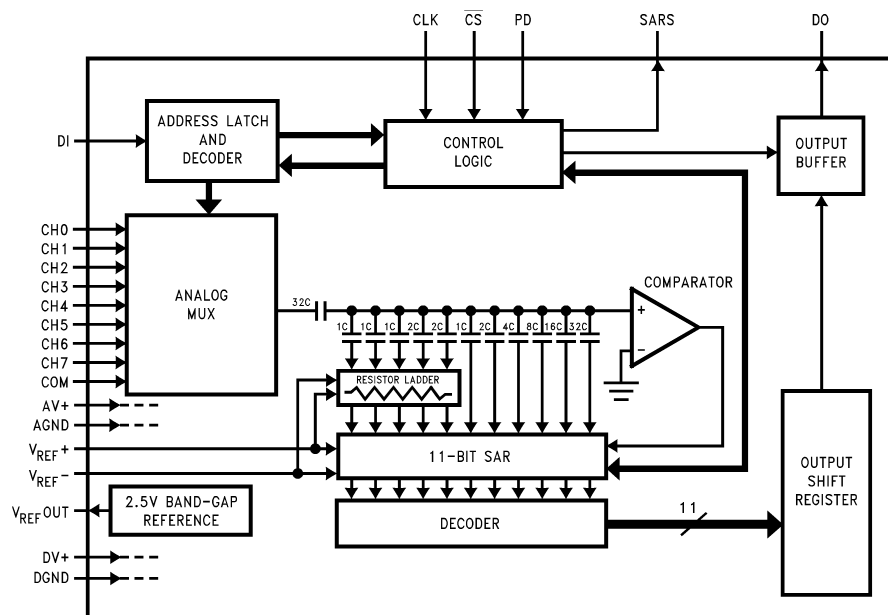 CLK
C̅S̅
PD
SARS
DO
DI
ADDRESS LATCH
AND
DECODER
CONTROL
LOGIC
OUTPUT
BUFFER
CH0
CH1
CH2
CH3
CH4
CH5
CH6
CH7
COM
ANALOG
MUX
32C
1C 1C 1C 2C 2C 1C 2C 4C 8C 16C 32C
COMPARATOR
+
−
RESISTOR LADDER
AV+
AGND
VREF+
VREF−
11-BIT SAR
VREFOUT
2.5V BAND-GAP
REFERENCE
DECODER
11
OUTPUT
SHIFT
REGISTER
DV+
DGND